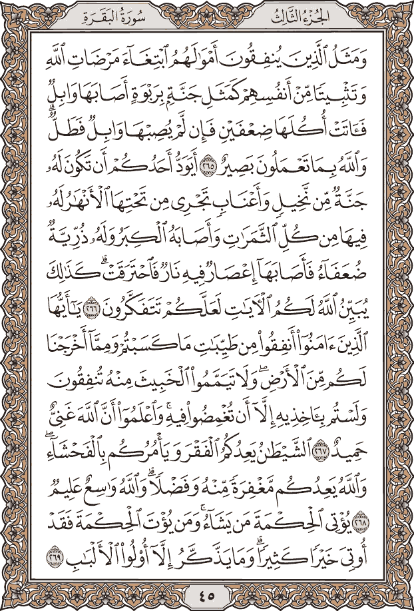 الجزء الثالث
سورة البقرة
وَمَثَلُ ٱلَّذِينَ يُنفِقُونَ أَمۡوَٰلَهُمُ ٱبۡتِغَآءَ مَرۡضَاتِ ٱللَّهِ
وَتَثۡبِيتٗا مِّنۡ أَنفُسِهِمۡ كَمَثَلِ جَنَّةِۭ بِرَبۡوَةٍ أَصَابَهَا وَابِلٞ
فَـَٔاتَتۡ أُكُلَهَا ضِعۡفَيۡنِ فَإِن لَّمۡ يُصِبۡهَا وَابِلٞ فَطَلّٞۗ
وَٱللَّهُ بِمَا تَعۡمَلُونَ بَصِيرٌ ٢٦٥ أَيَوَدُّ أَحَدُكُمۡ أَن تَكُونَ لَهُۥ
جَنَّةٞ مِّن نَّخِيلٖ وَأَعۡنَابٖ تَجۡرِي مِن تَحۡتِهَا ٱلۡأَنۡهَٰرُ لَهُۥ
فِيهَا مِن كُلِّ ٱلثَّمَرَٰتِ وَأَصَابَهُ ٱلۡكِبَرُ وَلَهُۥ ذُرِّيَّةٞ
ضُعَفَآءُ فَأَصَابَهَآ إِعۡصَارٞ فِيهِ نَارٞ فَٱحۡتَرَقَتۡۗ كَذَٰلِكَ
يُبَيِّنُ ٱللَّهُ لَكُمُ ٱلۡأٓيَٰتِ لَعَلَّكُمۡ تَتَفَكَّرُونَ ٢٦٦ يَٰٓأَيُّهَا
ٱلَّذِينَ ءَامَنُوٓاْ أَنفِقُواْ مِن طَيِّبَٰتِ مَا كَسَبۡتُمۡ وَمِمَّآ أَخۡرَجۡنَا
لَكُم مِّنَ ٱلۡأَرۡضِۖ وَلَا تَيَمَّمُواْ ٱلۡخَبِيثَ مِنۡهُ تُنفِقُونَ
وَلَسۡتُم بِـَٔاخِذِيهِ إِلَّآ أَن تُغۡمِضُواْ فِيهِۚ وَٱعۡلَمُوٓاْ أَنَّ ٱللَّهَ غَنِيٌّ
حَمِيدٌ ٢٦٧ ٱلشَّيۡطَٰنُ يَعِدُكُمُ ٱلۡفَقۡرَ وَيَأۡمُرُكُم بِٱلۡفَحۡشَآءِۖ
وَٱللَّهُ يَعِدُكُم مَّغۡفِرَةٗ مِّنۡهُ وَفَضۡلٗاۗ وَٱللَّهُ وَٰسِعٌ عَلِيمٞ
٢٦٨ يُؤۡتِي ٱلۡحِكۡمَةَ مَن يَشَآءُۚ وَمَن يُؤۡتَ ٱلۡحِكۡمَةَ فَقَدۡ
أُوتِيَ خَيۡرٗا كَثِيرٗاۗ وَمَا يَذَّكَّرُ إِلَّآ أُوْلُواْ ٱلۡأَلۡبَٰبِ ٢٦٩
٤٥